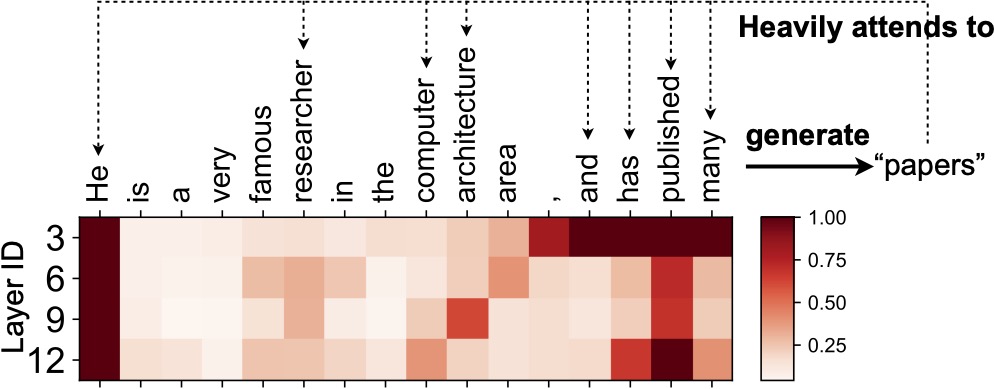 Heavily attends to
He
is
a
very
famous
researcher
in
the
computer
architecture
area
,
and
has
published
many
generate
“papers”
Layer ID
3
6
9
12
1.00
0.75
0.50
0.25